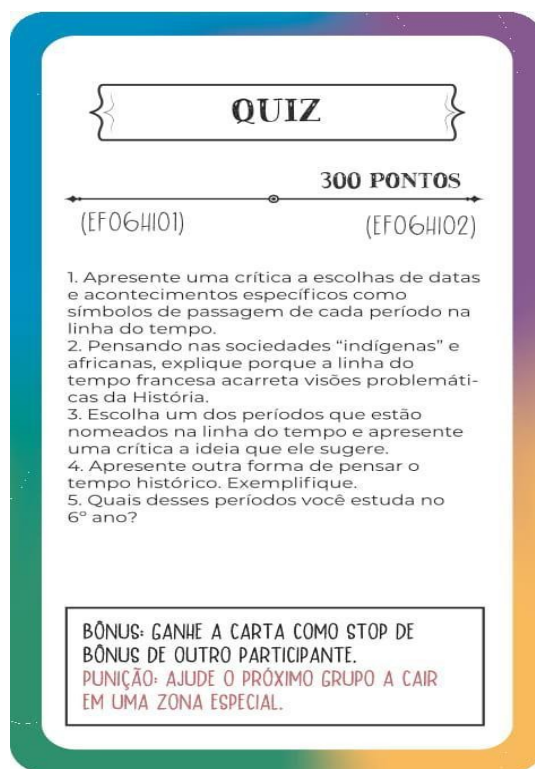 QUIZ
300 PONTOS
(EF06HI01)
(EF06HI02)
1. Apresente uma crítica a escolhas de datas
e acontecimentos específicos como
símbolos de passagem de cada período na
linha do tempo.
2. Pensando nas sociedades “indígenas” e
africanas, explique porque a linha do
tempo francesa acarreta visões problemáti-
cas da História.
3. Escolha um dos períodos que estão
nomeados na linha do tempo e apresente
uma crítica a ideia que ele sugere.
4. Apresente outra forma de pensar o
tempo histórico. Exemplifique.
5. Quais desses períodos você estuda no
6º ano?
BÔNUS: GANHE A CARTA COMO STOP DE
BÔNUS DE OUTRO PARTICIPANTE.
PUNIÇÃO: AJUDE O PRÓXIMO GRUPO A CAIR
EM UMA ZONA ESPECIAL.